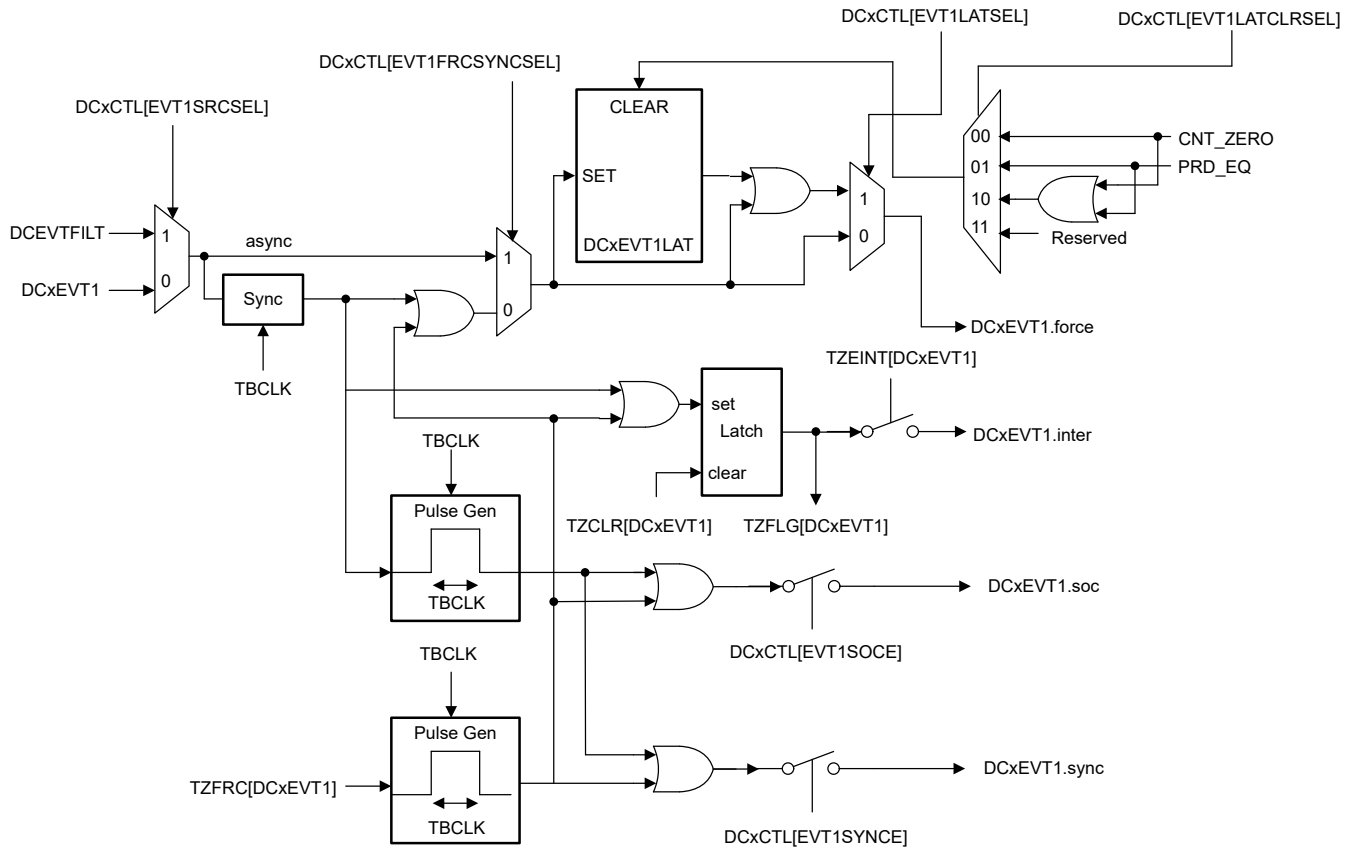 DCxCTL[EVT1LATSEL]
DCxCTL[EVT1LATCLRSEL]
DCxCTL[EVT1FRCSYNCSEL]
DCxCTL[EVT1SRCSEL]
CLEAR
SET
DCxEVT1LAT
00
01
10
11
CNT_ZERO
PRD_EQ
Reserved
1
0
DCEVTFILT
DCxEVT1
1
0
async
Sync
TBCLK
1
0
DCxEVT1.force
TZEINT[DCxEVT1]
set
Latch
clear
DCxEVT1.inter
TZCLR[DCxEVT1]
TZFLG[DCxEVT1]
TBCLK
Pulse Gen
TBCLK
DCxEVT1.soc
DCxCTL[EVT1SOCE]
TBCLK
Pulse Gen
TBCLK
TZFRC[DCxEVT1]
DCxEVT1.sync
DCxCTL[EVT1SYNCE]